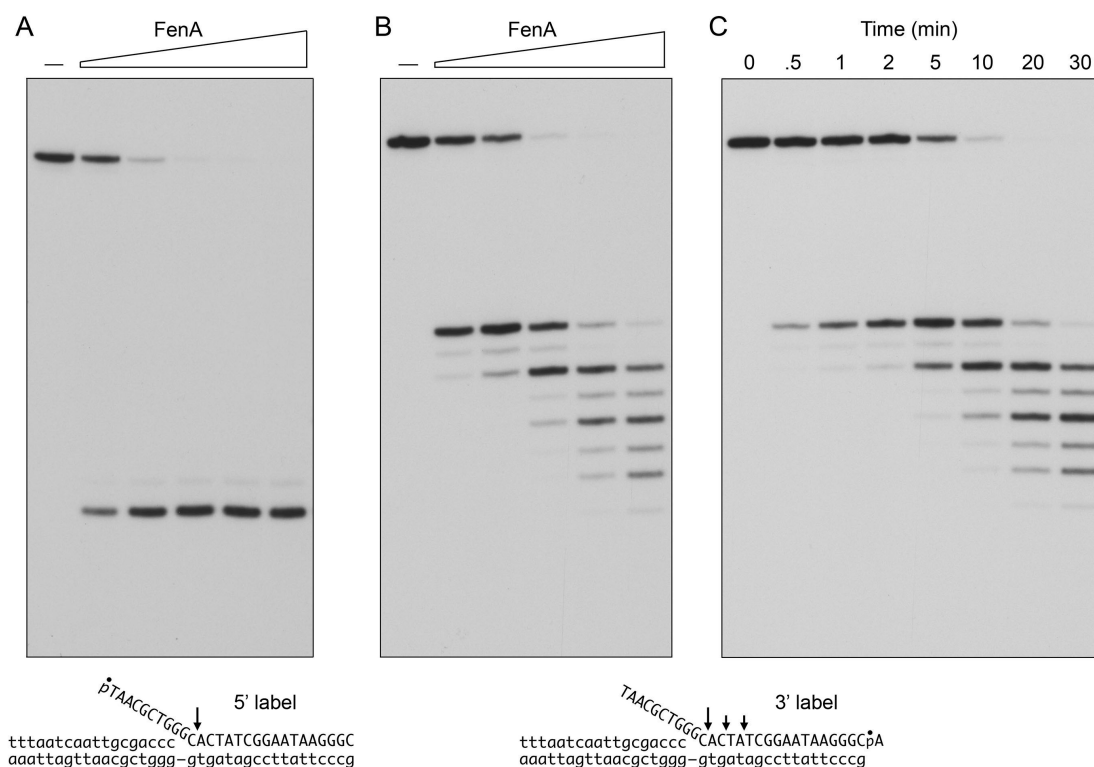 A
FenA
—
B
FenA
—
C
Time (min)
0 .5 1 2 5 10 20 30
5' label
pTAACGCTGGG
tttaatcaattgcgaccc CACTATCGGAATAAGGGC
aaattagttaacgctggg-gtgatagccttattcccg
3' label
TAACGCTGGG
tttaatcaattgcgaccc CACTATCGGAATAAGGGCpA
aaattagttaacgctggg-gtgatagccttattcccg